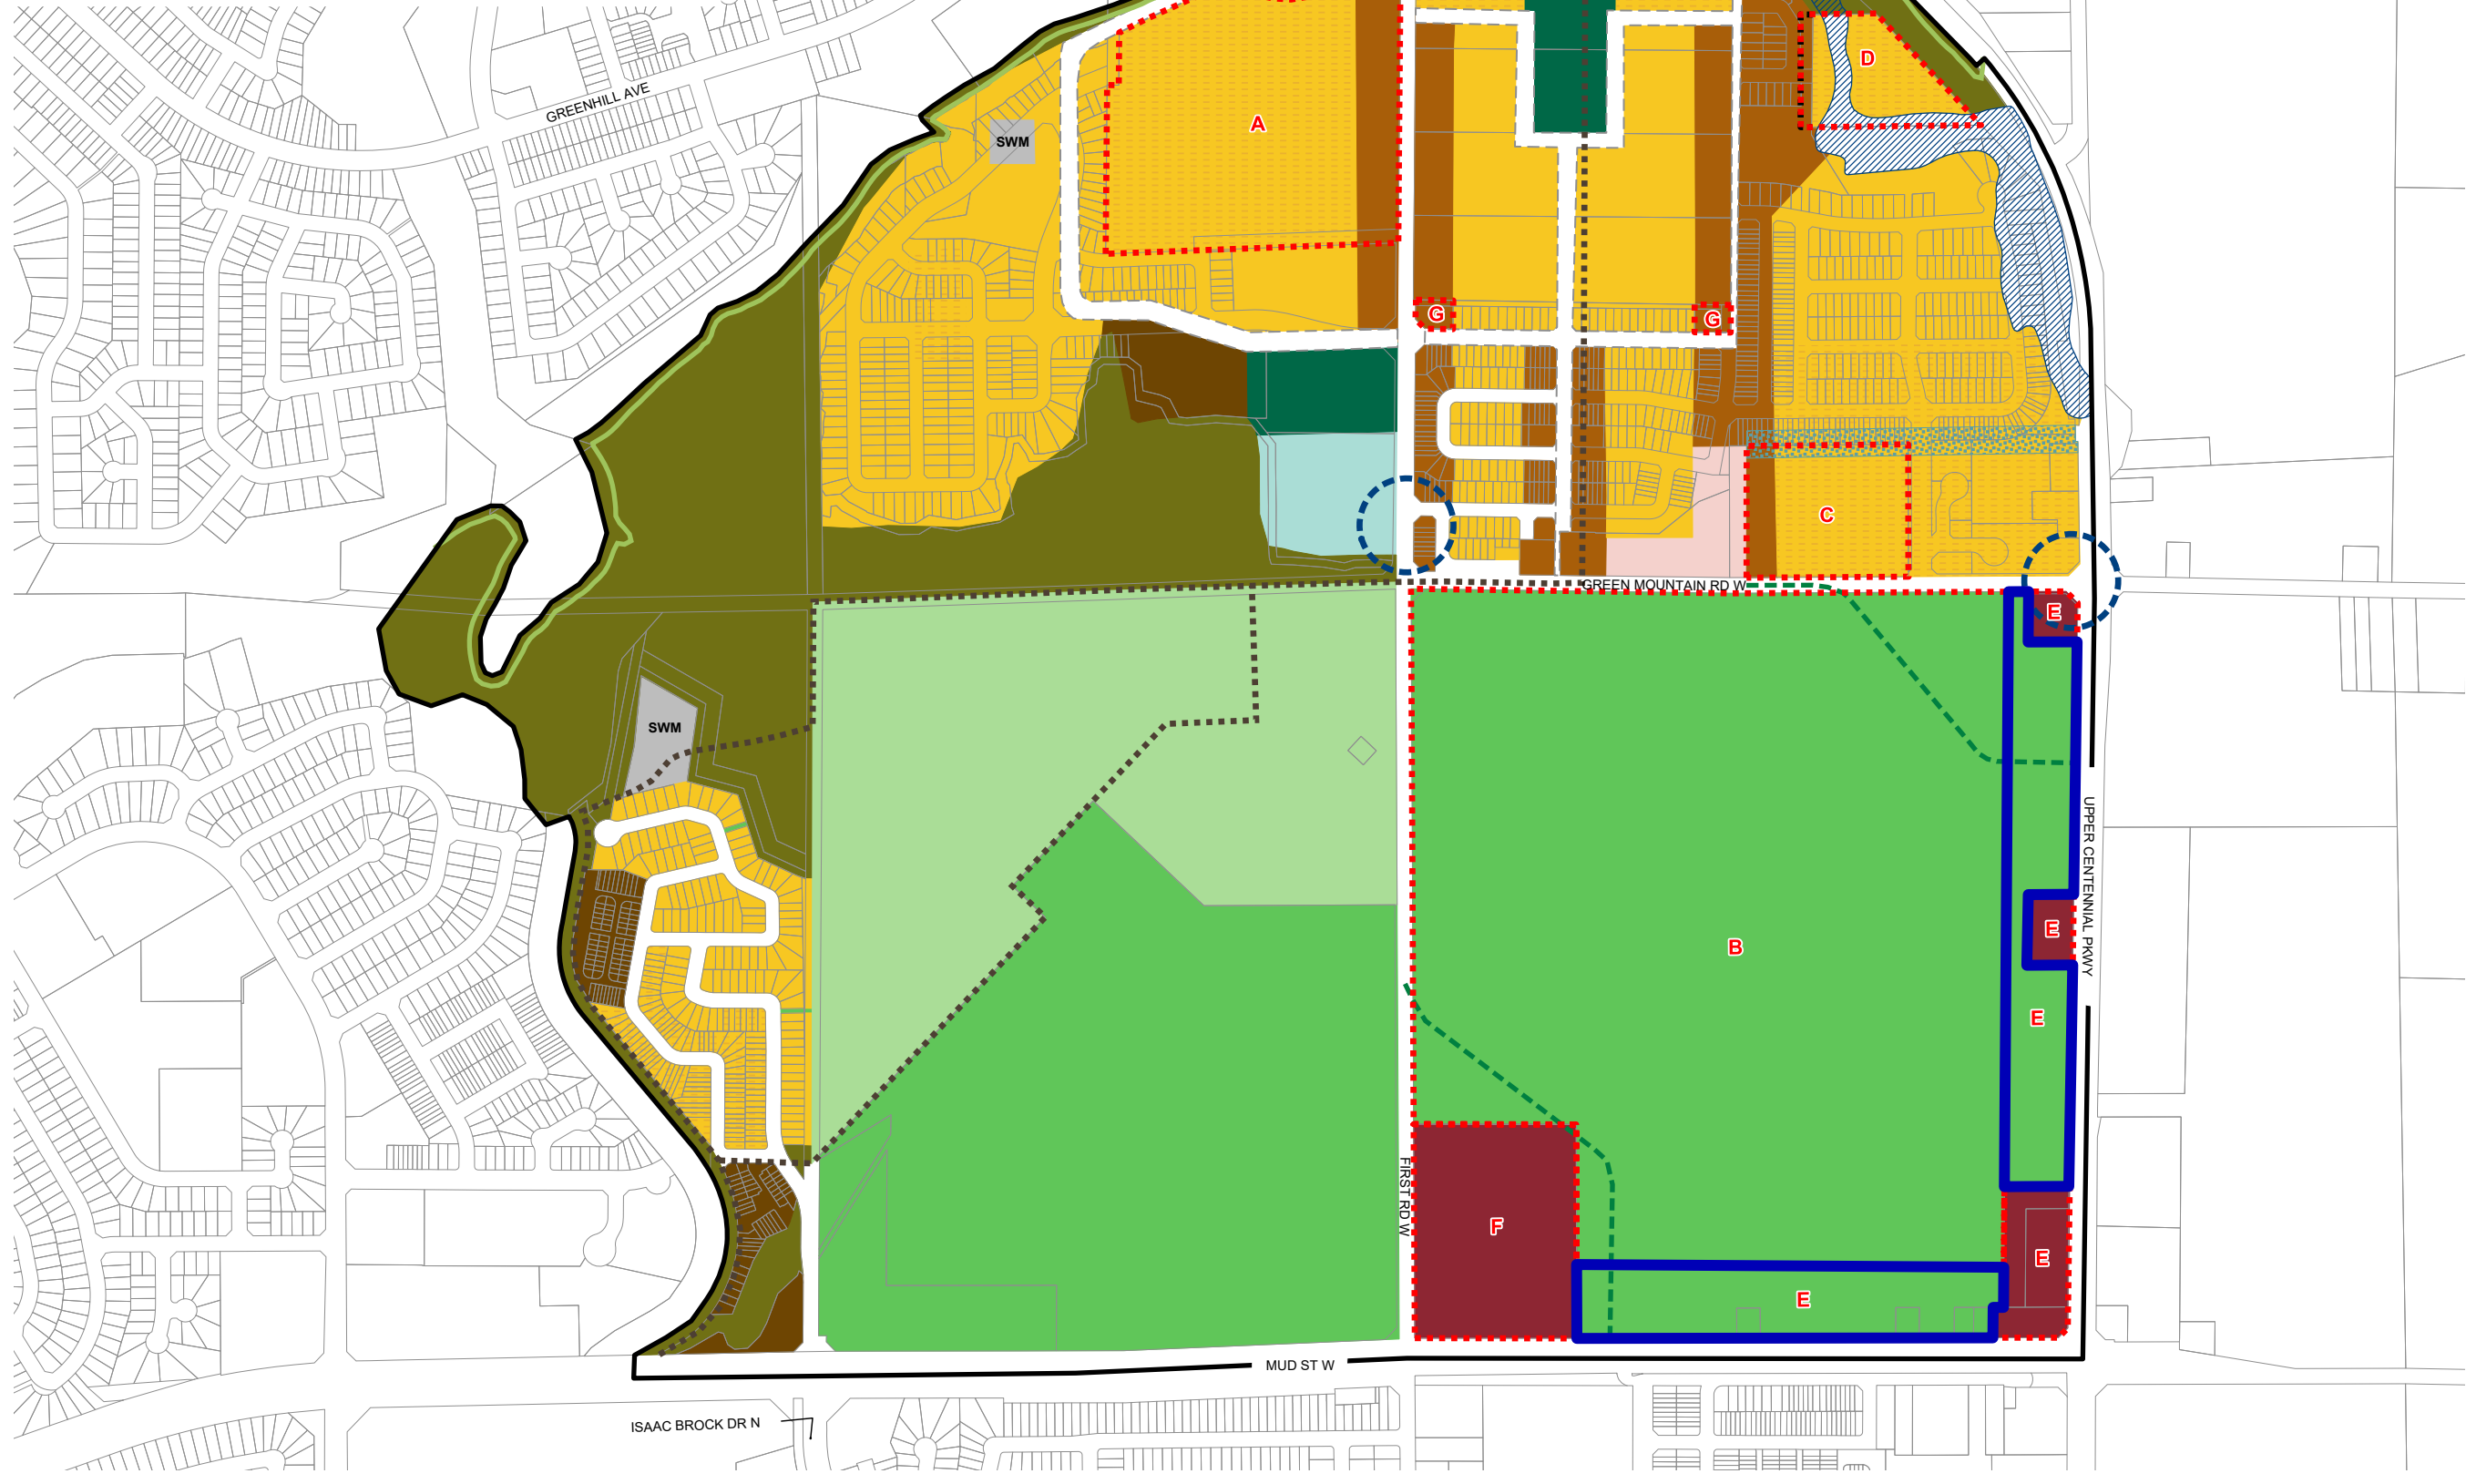 D
GREENHILL AVE
A
SWM
G
G
C
GREEN MOUNTAIN RD W
E
SWM
UPPER CENTENNIAL PKWY
E
B
E
FIRST RD W
F
E
E
MUD ST W
ISAAC BROCK DR N